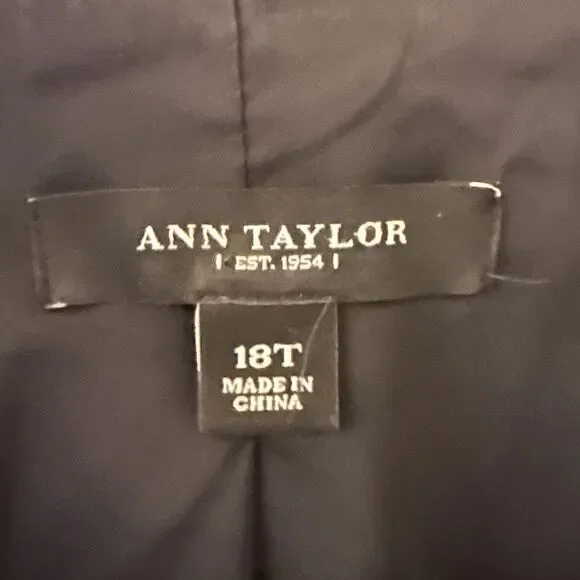 ANN TAYLOR
| EST. 1954 |
18T
MADE IN
CHINA